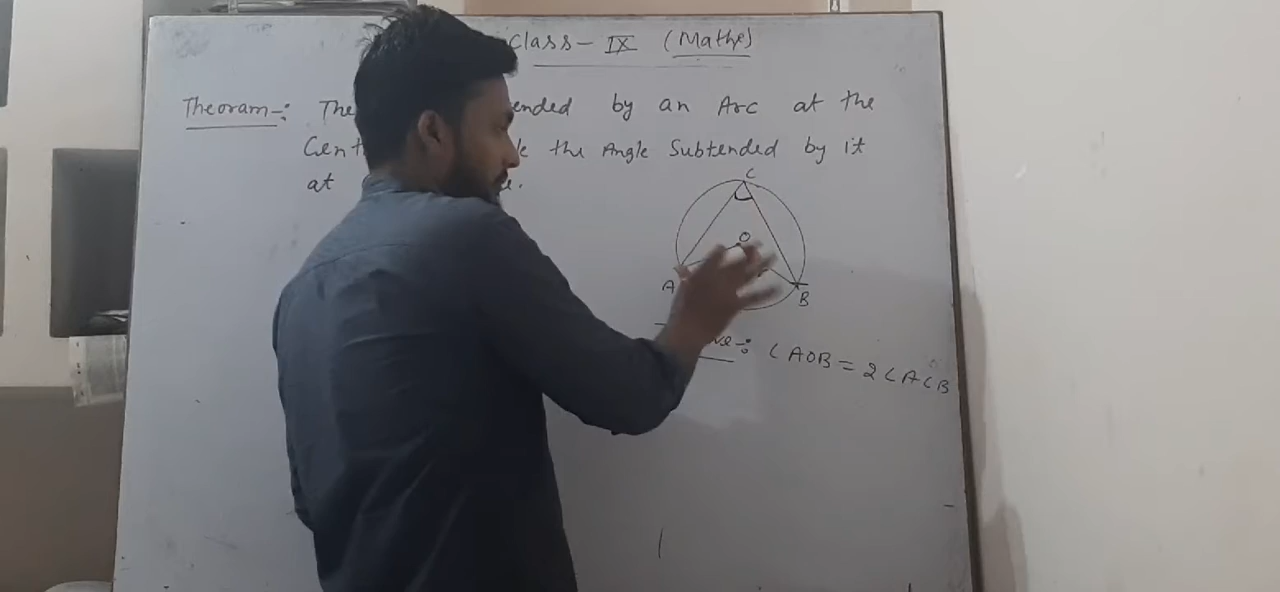 Class - IX (Maths)
Theoram -: The ended by an Arc at the
Cent the Angle Subtended by it
at
C
O
A
B
∠AOB = 2∠ACB